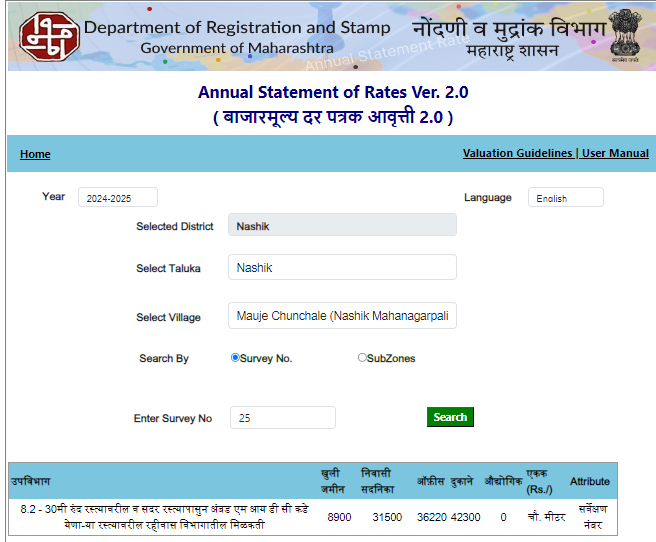 Department of Registration and Stamp
Government of Maharashtra
नोंदणी व मुद्रांक विभाग
महाराष्ट्र शासन
Annual Statement Rate
Annual Statement of Rates Ver. 2.0
( बाजारमूल्य दर पत्रक आवृत्ती 2.0 )
Home
Valuation Guidelines | User Manual
Year 2024-2025 Language English
Selected District Nashik
Select Taluka Nashik
Select Village Mauje Chunchale (Nashik Mahanagarpali
Search By Survey No. SubZones
Enter Survey No 25 Search
उपविभाग खुली जमीन निवासी सदनिका ऑफ़ीस दुकाने औद्योगिक एकक (Rs./) Attribute
8.2 - 30मी रुंद रस्त्यावरील व सदर रस्त्यापासुन अंबड एम आय डी सी कडे
येणा-या रस्त्यावरील रहीवास विभागातील मिळकती
8900 31500 36220 42300 0 चौ. मीटर सर्वेक्षण नंबर